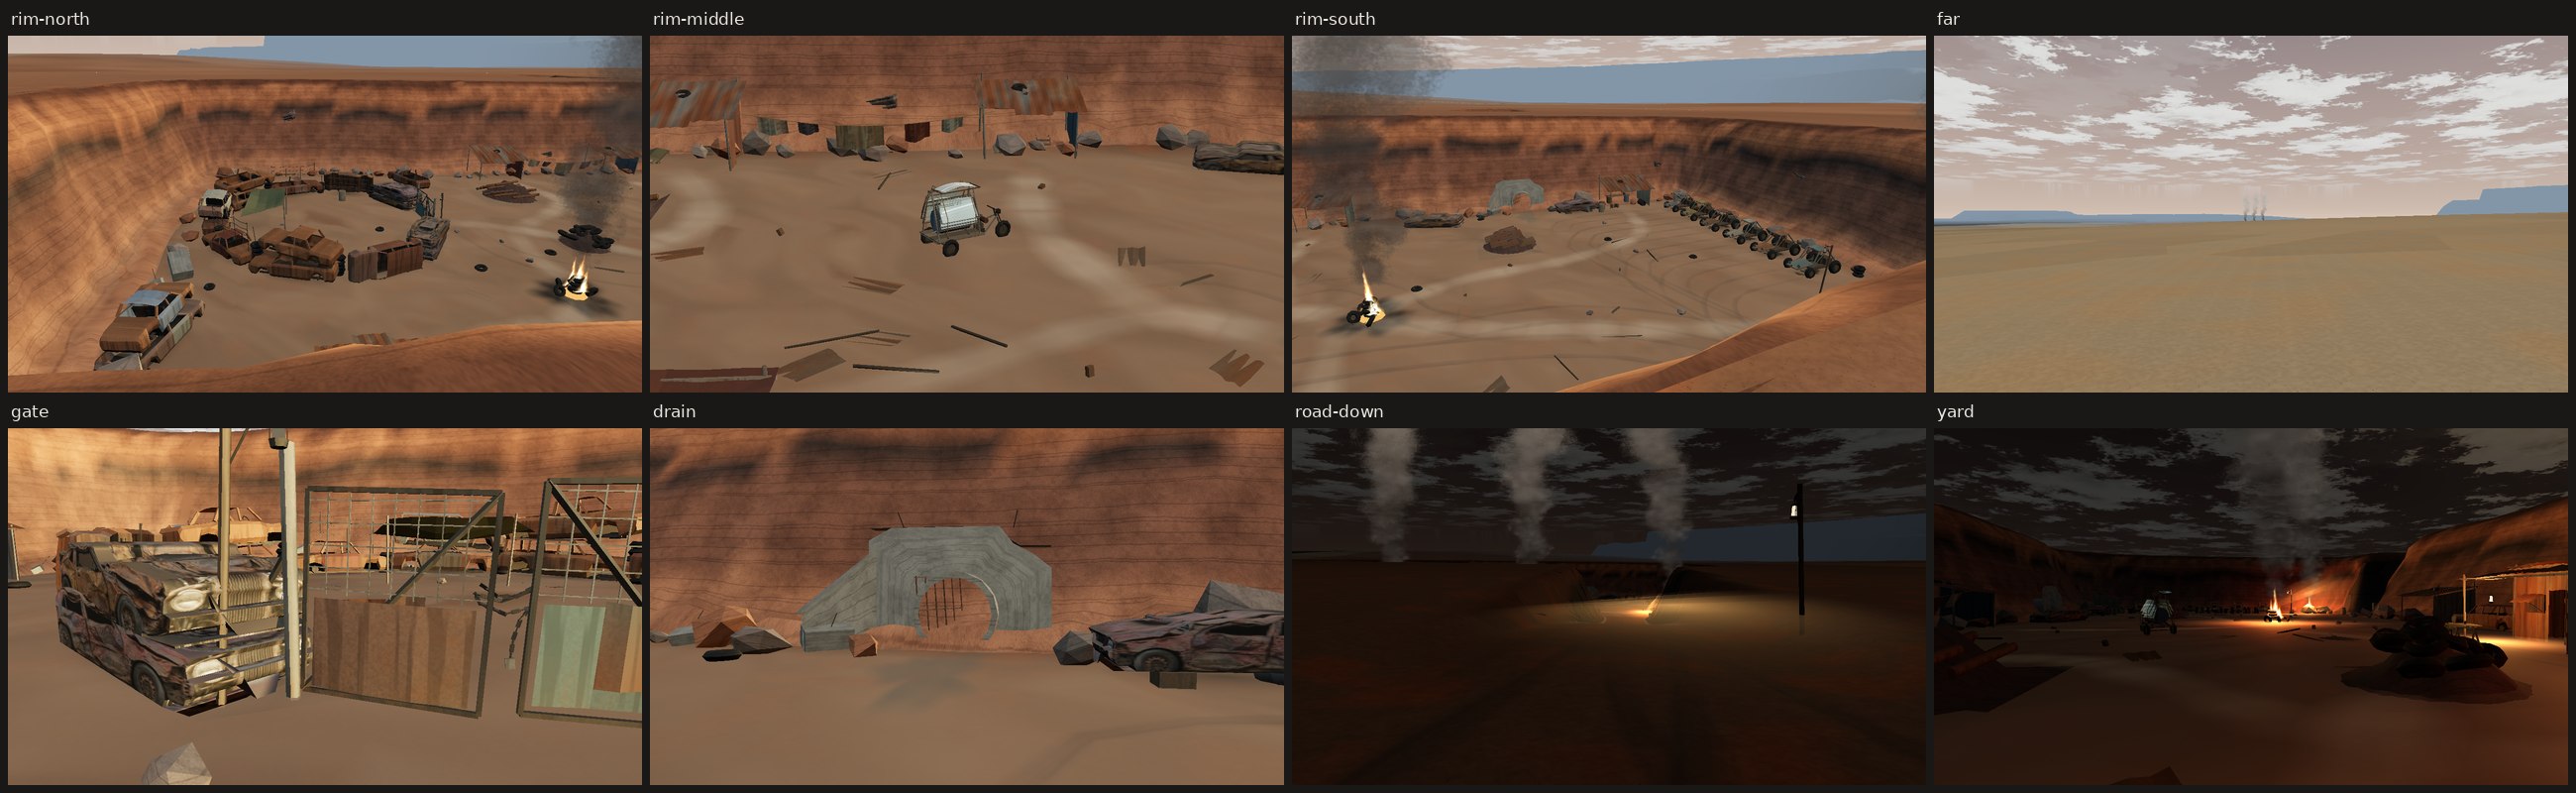 rim-north
rim-middle
rim-south
far
gate
drain
road-down
yard